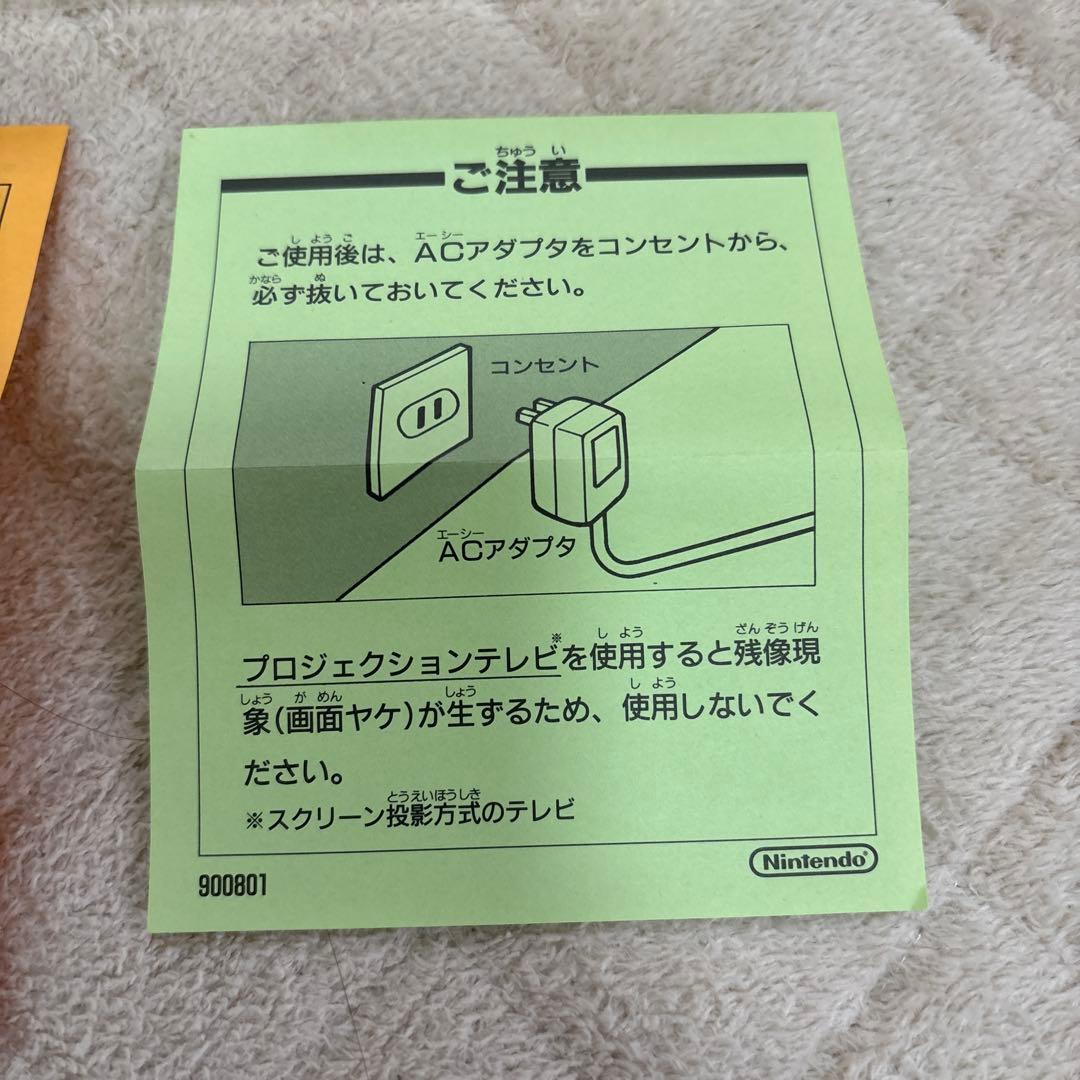 ちゅう い
ご注意
し よう ご エーシー
ご使用後は、ACアダプタをコンセントから、
かなら ぬ
必ず抜いておいてください。
コンセント
エーシー
ACアダプタ
※ し よう ざん ぞう げん
プロジェクションテレビを使用すると残像現
しょう が めん しょう し よう
象(画面ヤケ)が生ずるため、使用しないでく
ださい。
とうえいほうしき
※スクリーン投影方式のテレビ
900801
Nintendo®